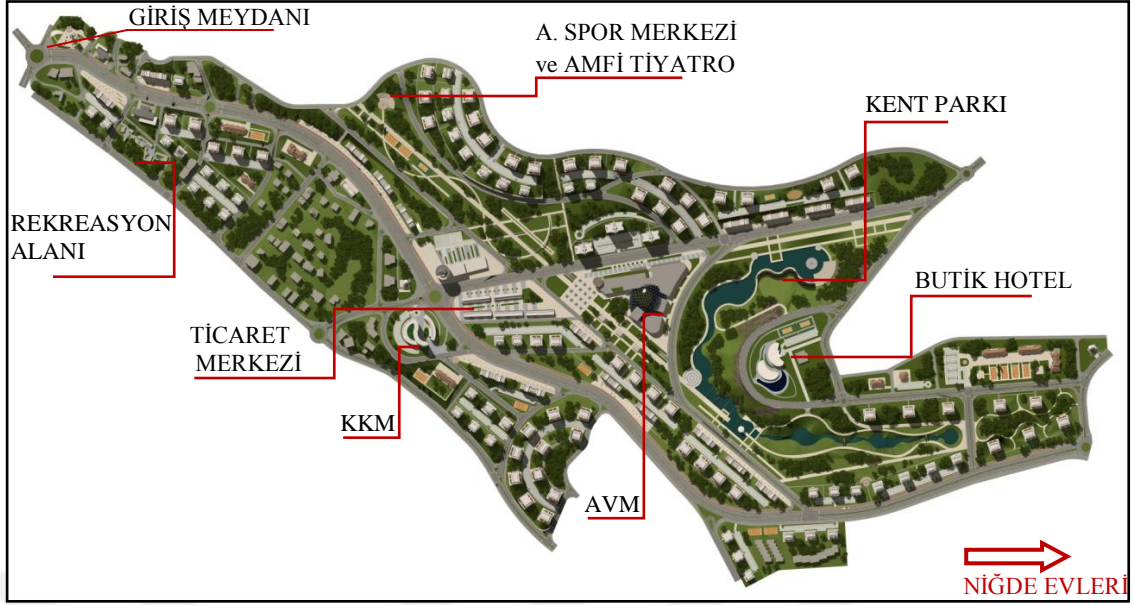 GİRİŞ MEYDANI
A. SPOR MERKEZİ
ve AMFİ TİYATRO
KENT PARKI
REKREASYON
ALANI
BUTİK HOTEL
TİCARET
MERKEZİ
KKM
AVM
NİĞDE EVLERİ